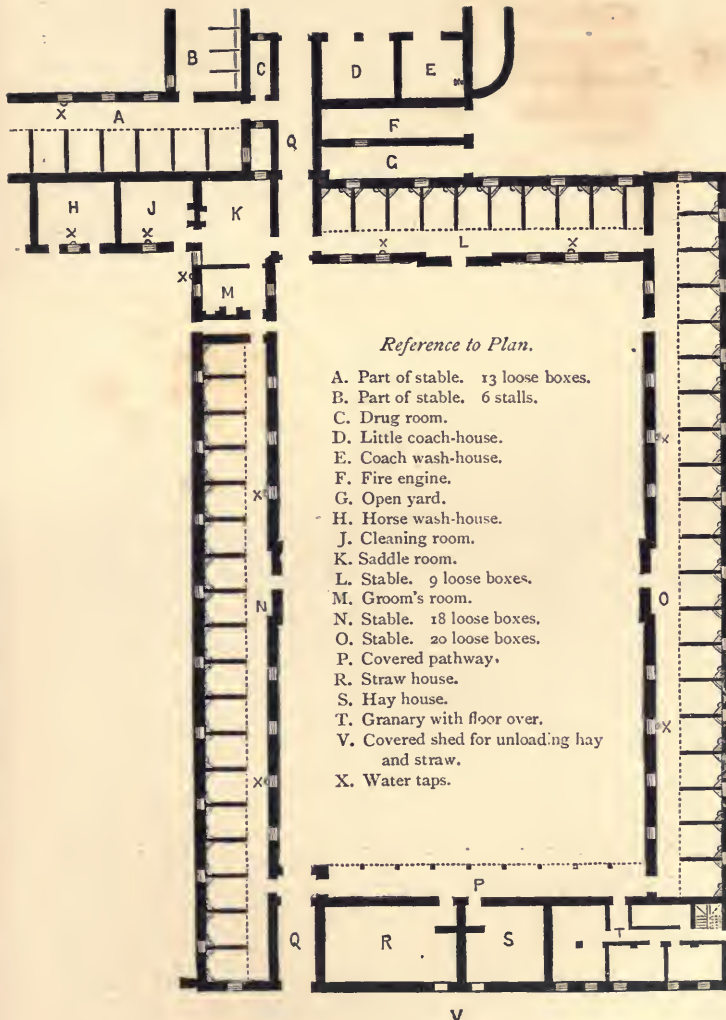 B
C
D
E
X
A
Q
F
G
H
J
K
X
X
L
X
X
X
M
Reference to Plan.
A. Part of stable. 13 loose boxes.
B. Part of stable. 6 stalls.
C. Drug room.
D. Little coach-house.
E. Coach wash-house.
F. Fire engine.
G. Open yard.
H. Horse wash-house.
J. Cleaning room.
K. Saddle room.
L. Stable. 9 loose boxes.
M. Groom's room.
N. Stable. 18 loose boxes.
O. Stable. 20 loose boxes.
P. Covered pathway.
R. Straw house.
S. Hay house.
T. Granary with floor over.
V. Covered shed for unloading hay
and straw.
X. Water taps.
X
X
N
O
X
X
P
Q
R
S
T
V